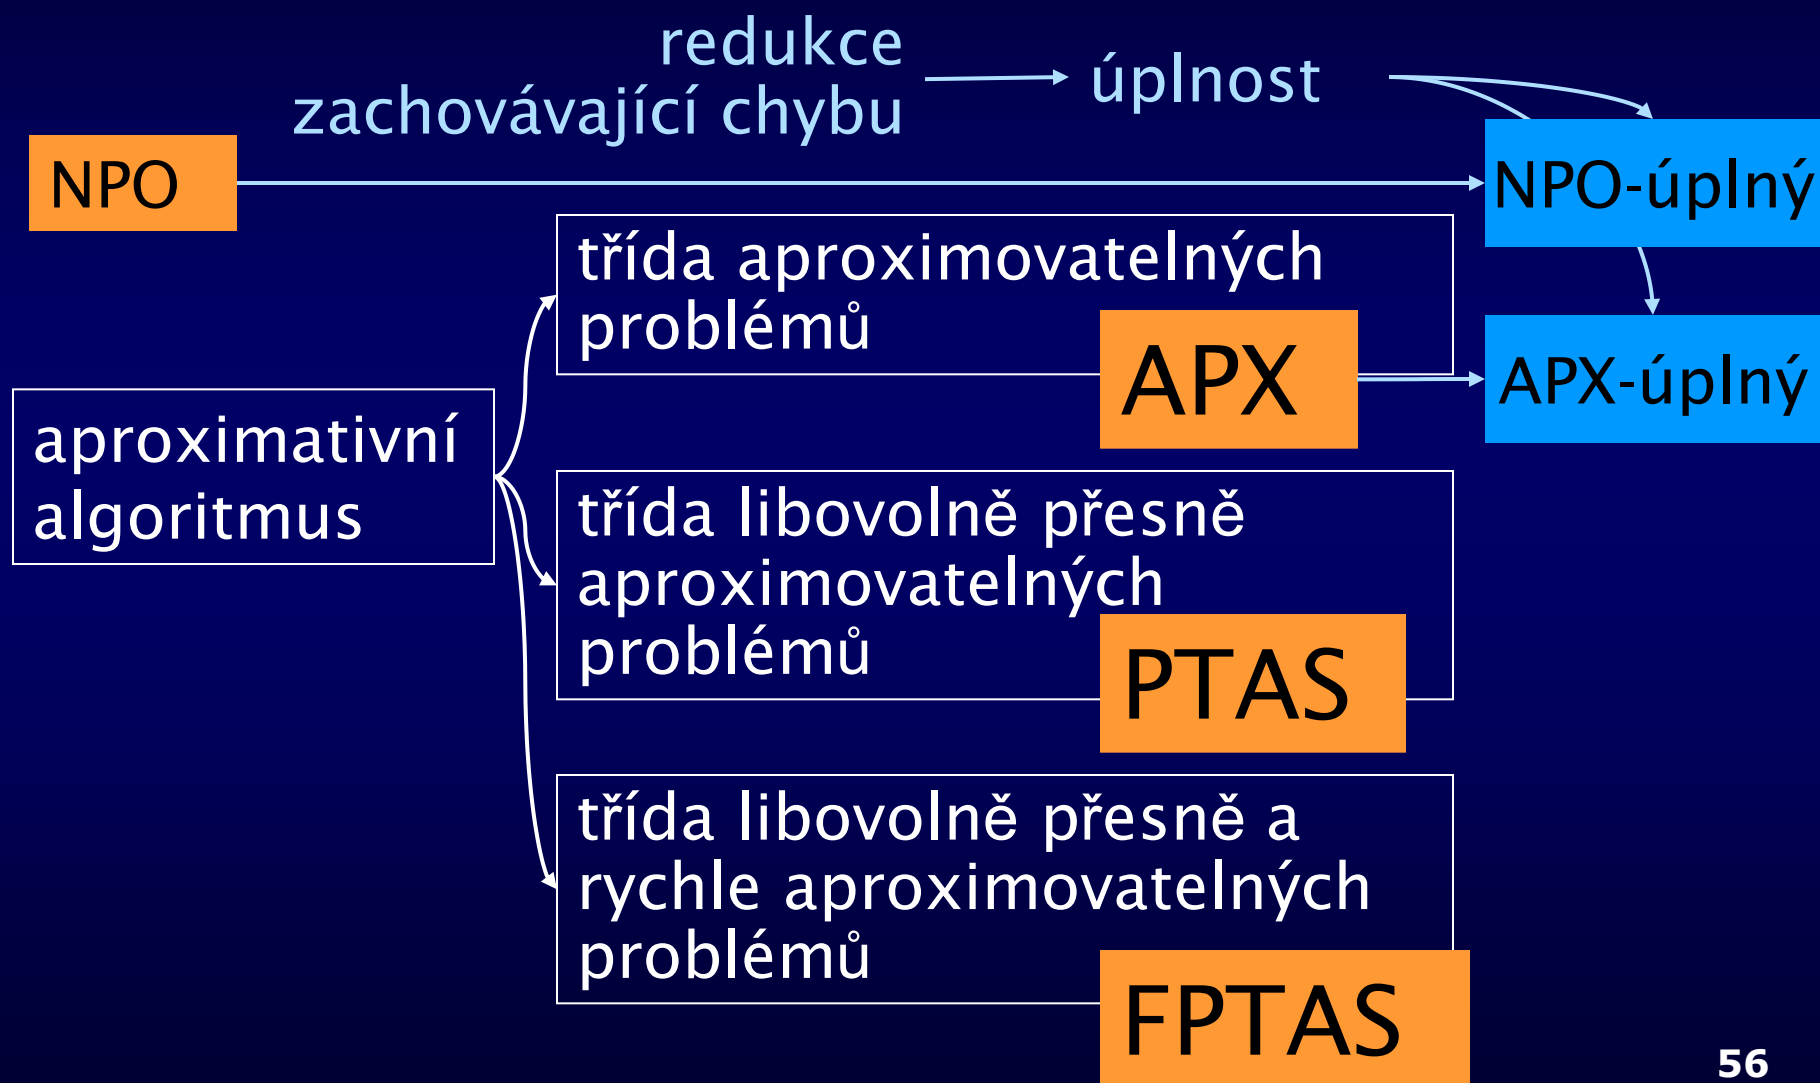 redukce
zachovávající chybu
úplnost
NPO
NPO-úplný
třída aproximovatelných
problémů
APX
APX-úplný
aproximativní
algoritmus
třída libovolně přesně
aproximovatelných
problémů
PTAS
třída libovolně přesně a
rychle aproximovatelných
problémů
FPTAS
56